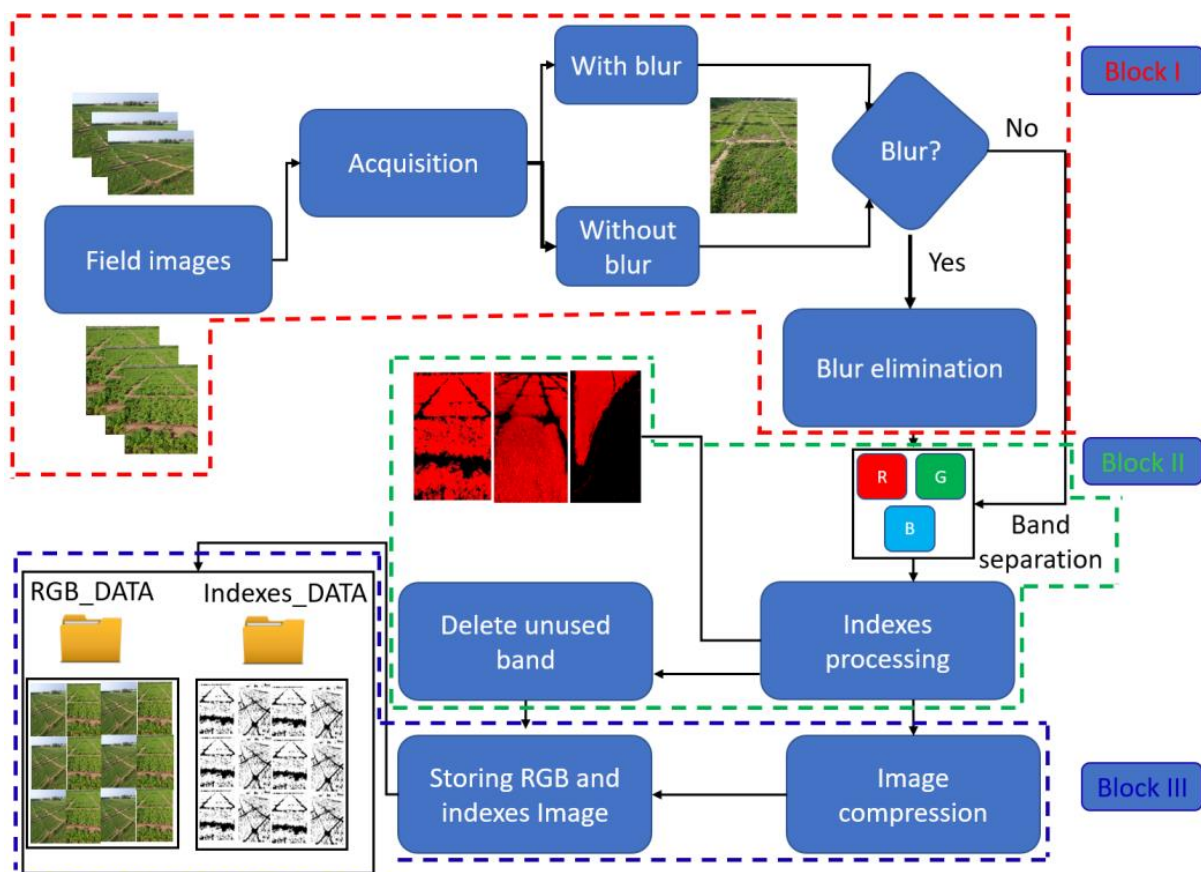 With blur
Block I
No
Acquisition
Blur?
Field images
Without
blur
Yes
Blur elimination
Block II
R
G
B
Band
separation
RGB_DATA
Indexes_DATA
Delete unused
band
Indexes
processing
Storing RGB and
indexes Image
Image
compression
Block III